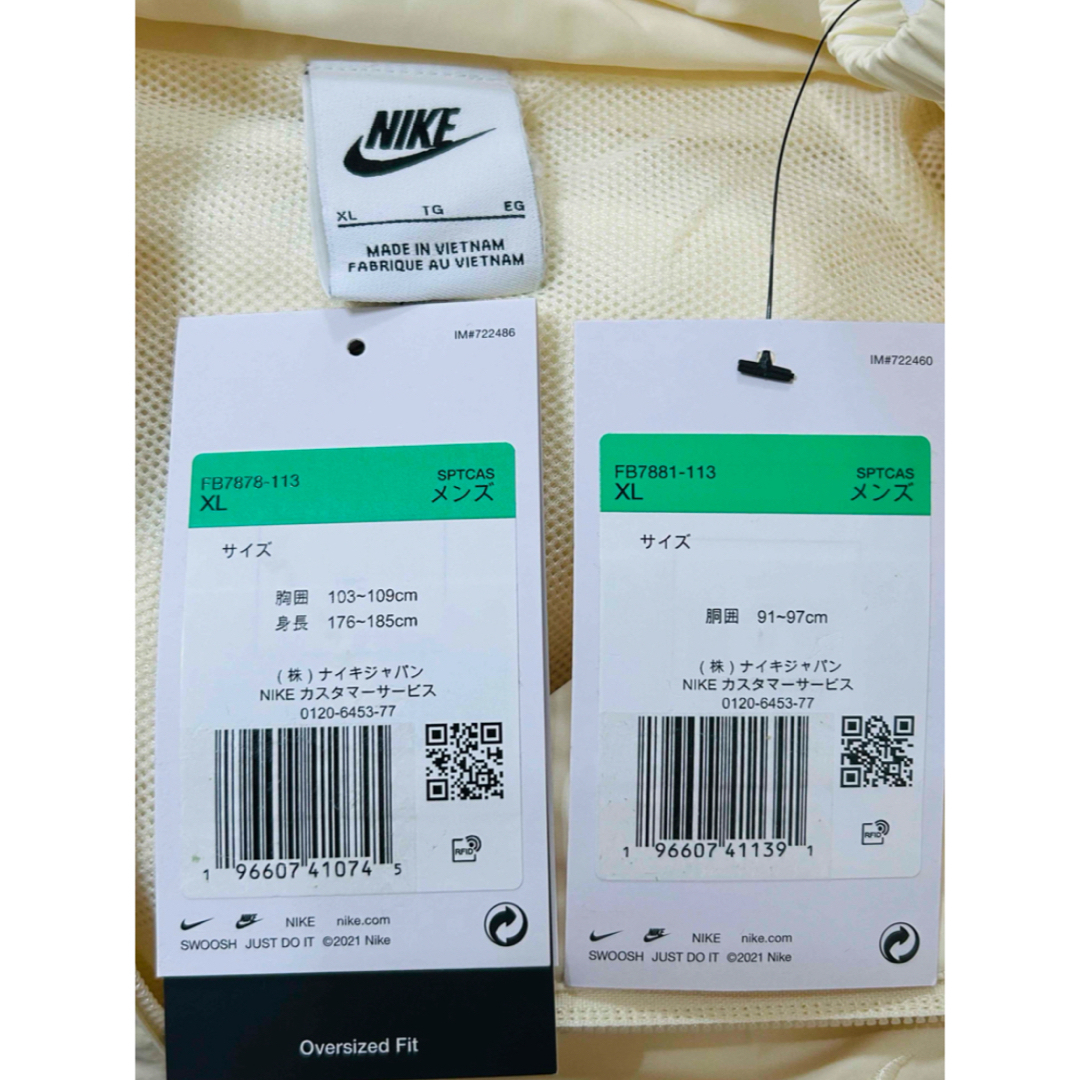 NIKE
XL TG EG
MADE IN VIETNAM
FABRIQUE AU VIETNAM
IM#722486
FB7878-113 SPTCAS
XL メンズ
サイズ
胸囲 103~109cm
身長 176~185cm
(株)ナイキジャパン
NIKE カスタマーサービス
0120-6453-77
RFID
1 96607 41074 5
NIKE nike.com
SWOOSH JUST DO IT ©2021 Nike
Oversized Fit
IM#722460
FB7881-113 SPTCAS
XL メンズ
サイズ
胴囲 91~97cm
(株)ナイキジャパン
NIKE カスタマーサービス
0120-6453-77
RFID
1 96607 41139 1
NIKE nike.com
SWOOSH JUST DO IT ©2021 Nike